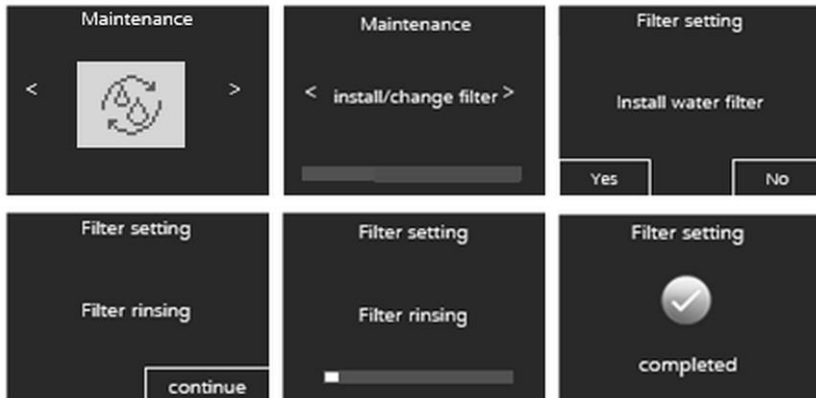 Maintenance
< >
Maintenance
< install/change filter >
Filter setting
Install water filter
Yes No
Filter setting
Filter rinsing
continue
Filter setting
Filter rinsing
Filter setting
completed